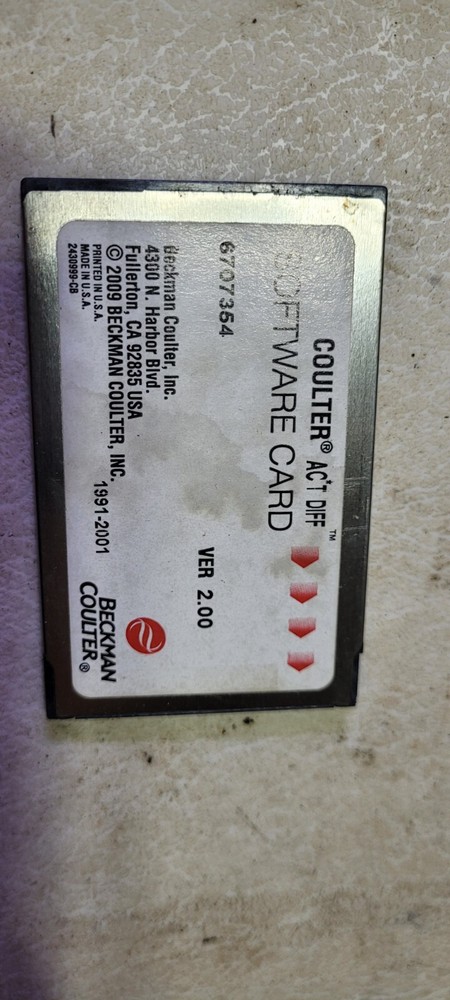 COULTER® AC•T DIFF™
SOFTWARE CARD
6707354
VER 2.00
Beckman Coulter, Inc.
4300 N. Harbor Blvd.
Fullerton, CA 92835 USA
© 2009 BECKMAN COULTER, INC. 1991-2001
PRINTED IN U.S.A.
MADE IN U.S.A.
2430999-CB
BECKMAN
COULTER®